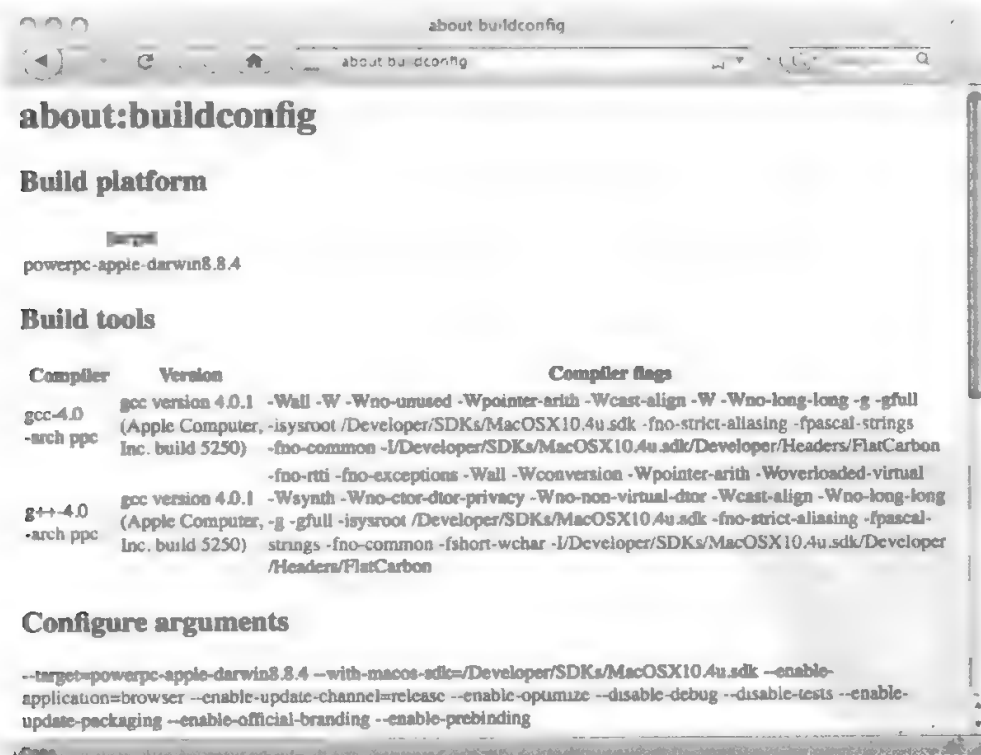 about buildconfig
about buildconfig
about:buildconfig
Build platform
target
powerpc-apple-darwin8.8.4
Build tools
Compiler Version Compiler flags
gcc-4.0 -arch ppc
gcc version 4.0.1 (Apple Computer, Inc. build 5250)
-Wall -W -Wno-unused -Wpointer-arith -Wcast-align -W -Wno-long-long -g -gfull
-isysroot /Developer/SDKs/MacOSX10.4u.sdk -fno-strict-aliasing -fpascal-strings
-fno-common -I/Developer/SDKs/MacOSX10.4u.sdk/Developer/Headers/FlatCarbon
g++-4.0 -arch ppc
gcc version 4.0.1 (Apple Computer, Inc. build 5250)
-fno-rtti -fno-exceptions -Wall -Wconversion -Wpointer-arith -Woverloaded-virtual
-Wsynth -Wno-ctor-dtor-privacy -Wno-non-virtual-dtor -Wcast-align -Wno-long-long
-g -gfull -isysroot /Developer/SDKs/MacOSX10.4u.sdk -fno-strict-aliasing -fpascal-
strings -fno-common -fshort-wchar -I/Developer/SDKs/MacOSX10.4u.sdk/Developer
/Headers/FlatCarbon
Configure arguments
--target=powerpc-apple-darwin8.8.4 --with-macos-sdk=/Developer/SDKs/MacOSX10.4u.sdk --enable-
application=browser --enable-update-channel=release --enable-optimize --disable-debug --disable-tests --enable-
update-packaging --enable-official-branding --enable-prebinding